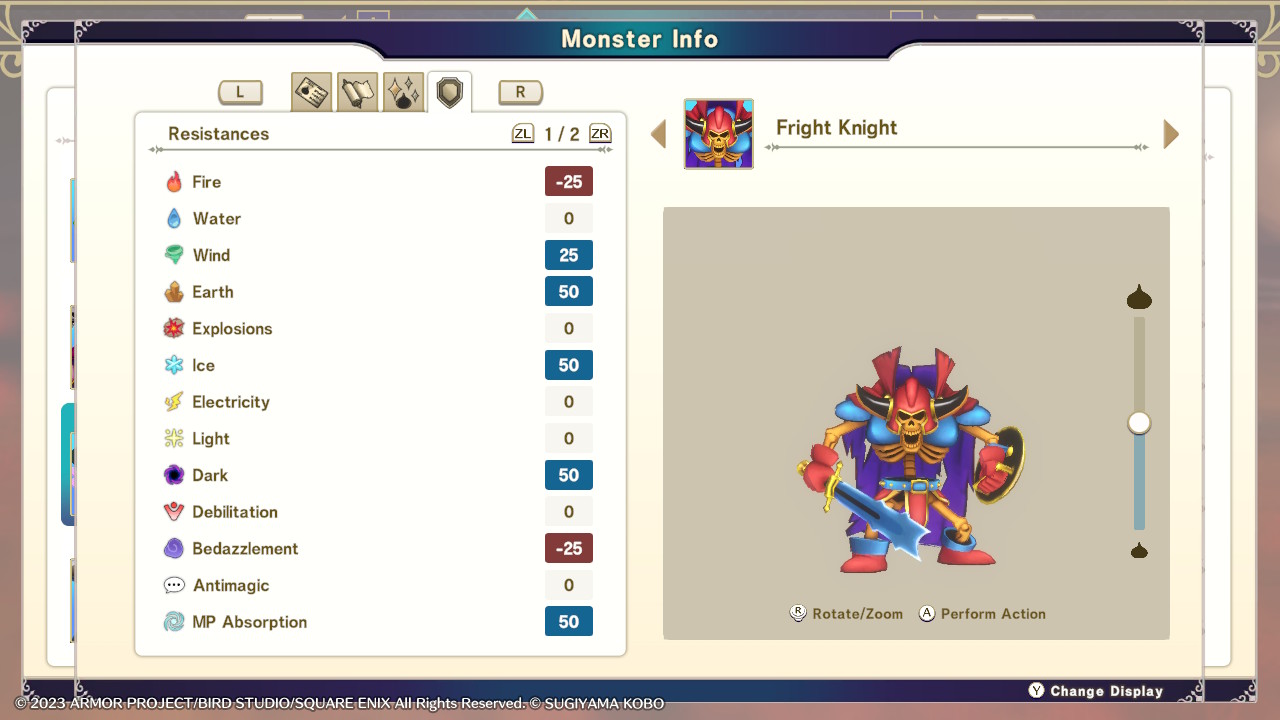 Monster Info
L
R
Resistances
ZL 1 / 2 ZR
Fright Knight
Fire -25
Water 0
Wind 25
Earth 50
Explosions 0
Ice 50
Electricity 0
Light 0
Dark 50
Debilitation 0
Bedazzlement -25
Antimagic 0
MP Absorption 50
R Rotate/Zoom A Perform Action
Y Change Display
© 2023 ARMOR PROJECT/BIRD STUDIO/SQUARE ENIX All Rights Reserved. © SUGIYAMA KOBO